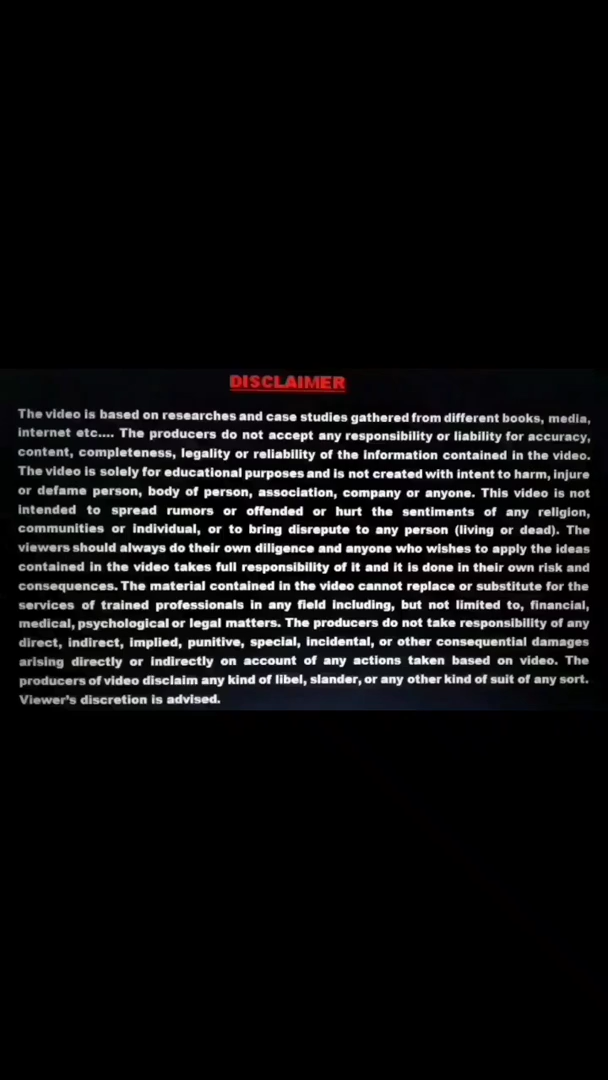 DISCLAIMER
The video is based on researches and case studies gathered from different books, media,
internet etc.... The producers do not accept any responsibility or liability for accuracy,
content, completeness, legality or reliability of the information contained in the video.
The video is solely for educational purposes and is not created with intent to harm, injure
or defame person, body of person, association, company or anyone. This video is not
intended to spread rumors or offended or hurt the sentiments of any religion,
communities or individual, or to bring disrepute to any person (living or dead). The
viewers should always do their own diligence and anyone who wishes to apply the ideas
contained in the video takes full responsibility of it and it is done in their own risk and
consequences. The material contained in the video cannot replace or substitute for the
services of trained professionals in any field including, but not limited to, financial,
medical, psychological or legal matters. The producers do not take responsibility of any
direct, indirect, implied, punitive, special, incidental, or other consequential damages
arising directly or indirectly on account of any actions taken based on video. The
producers of video disclaim any kind of libel, slander, or any other kind of suit of any sort.
Viewer's discretion is advised.